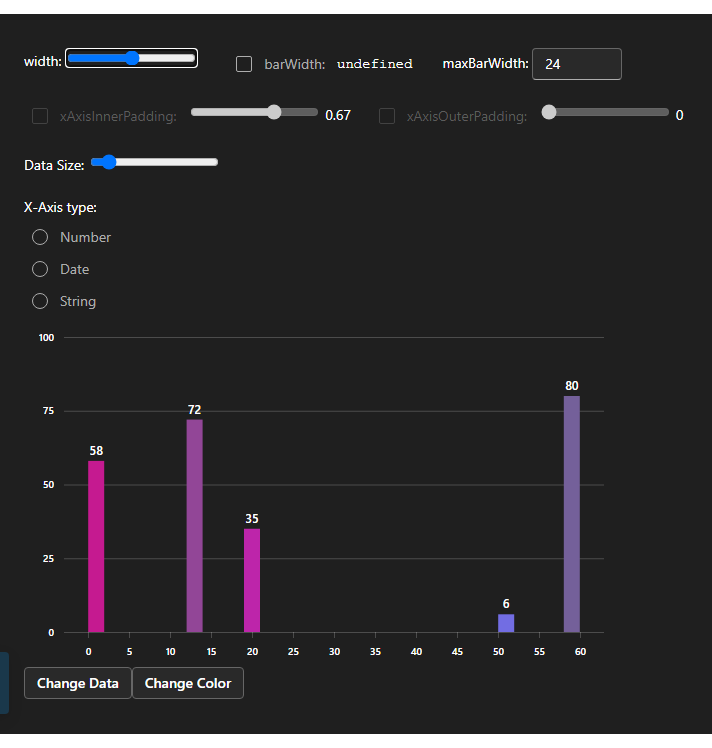 width:
barWidth: undefined
maxBarWidth: 24
xAxisInnerPadding: 0.67
xAxisOuterPadding: 0
Data Size:
X-Axis type:
Number
Date
String
100
75
50
25
0
58
72
35
6
80
0 5 10 15 20 25 30 35 40 45 50 55 60
Change Data
Change Color